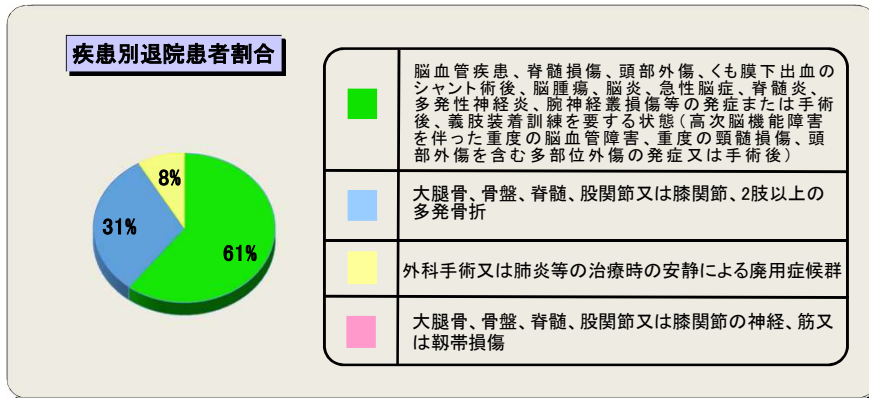 疾患別退院患者割合
8%
31%
61%
脳血管疾患、脊髄損傷、頭部外傷、くも膜下出血の
シャント術後、脳腫瘍、脳炎、急性脳症、脊髄炎、
多発性神経炎、腕神経叢損傷等の発症または手術
後、義肢装着訓練を要する状態（高次脳機能障害
を伴った重度の脳血管障害、重度の頸髄損傷、頭
部外傷を含む多部位外傷の発症又は手術後）
大腿骨、骨盤、脊髄、股関節又は膝関節、2肢以上の
多発骨折
外科手術又は肺炎等の治療時の安静による廃用症候群
大腿骨、骨盤、脊髄、股関節又は膝関節の神経、筋又
は靱帯損傷